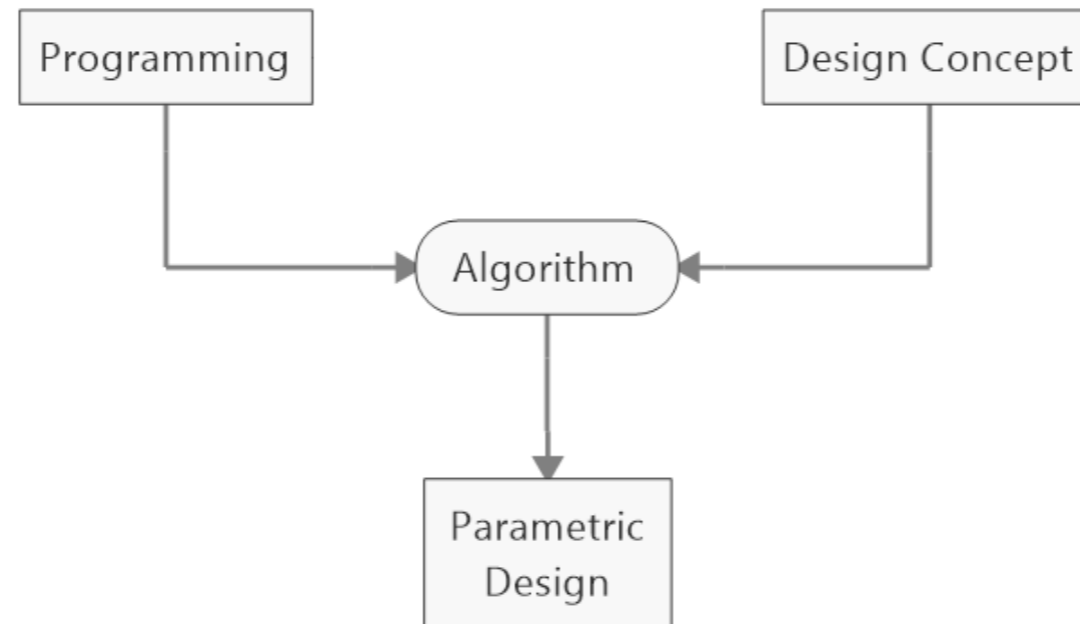 Programming
Design Concept
Algorithm
Parametric
Design